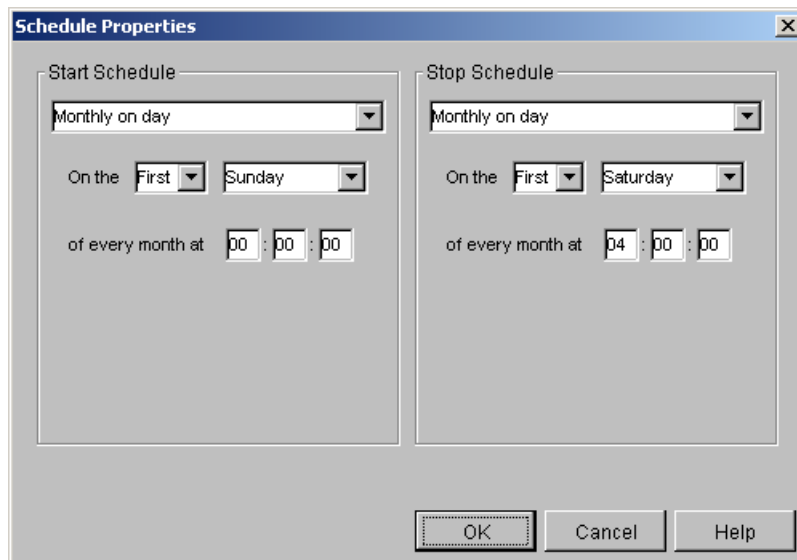 Schedule Properties
Start Schedule
Monthly on day
On the First Sunday
of every month at 00 : 00 : 00
Stop Schedule
Monthly on day
On the First Saturday
of every month at 04 : 00 : 00
OK Cancel Help